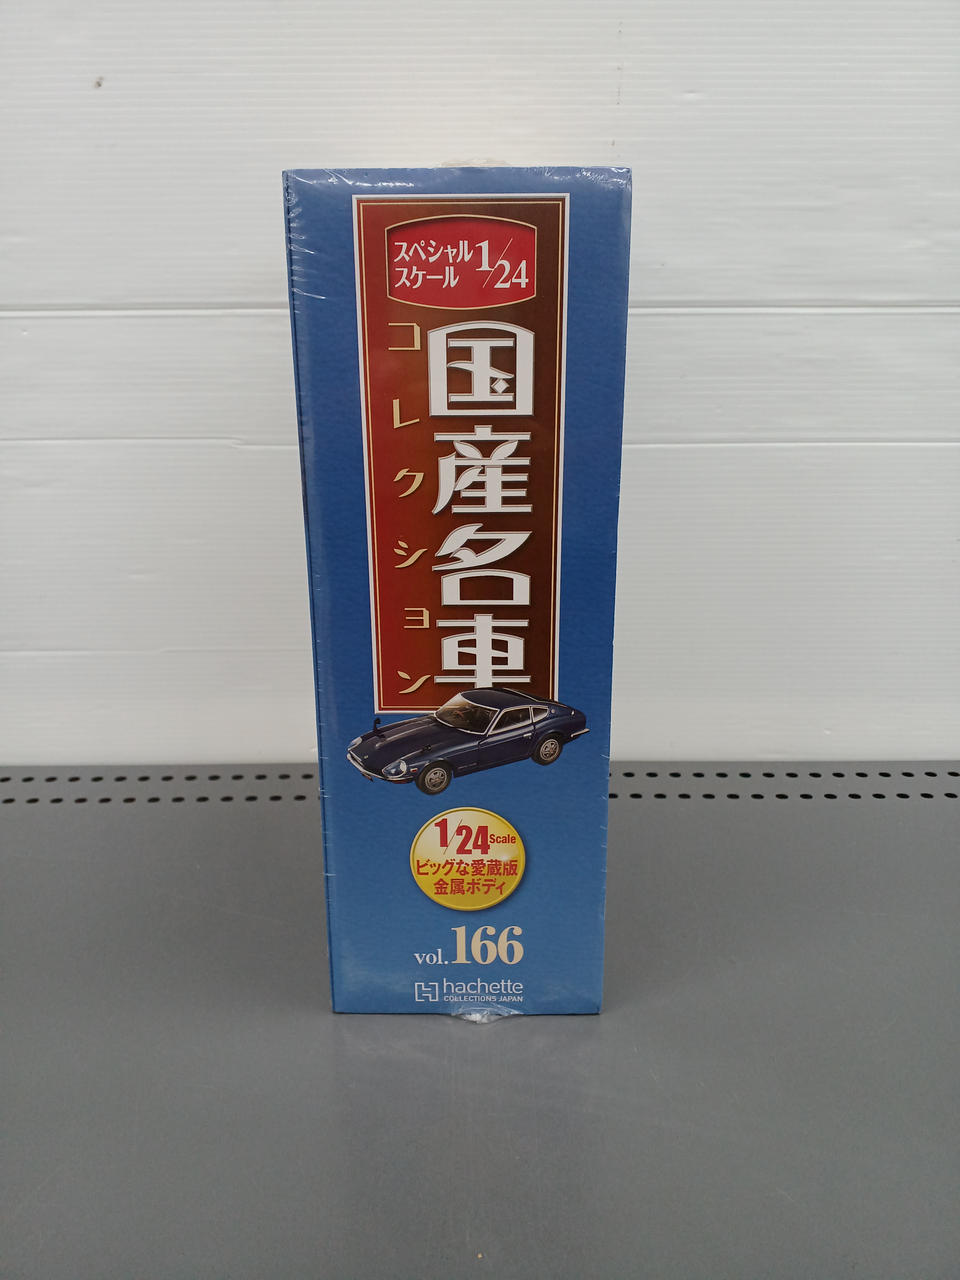 スペシャル
スケール
1/24
国産名車
コレクション
1/24 Scale
ビッグな愛蔵版
金属ボディ
vol.166
hachette
COLLECTIONS JAPAN